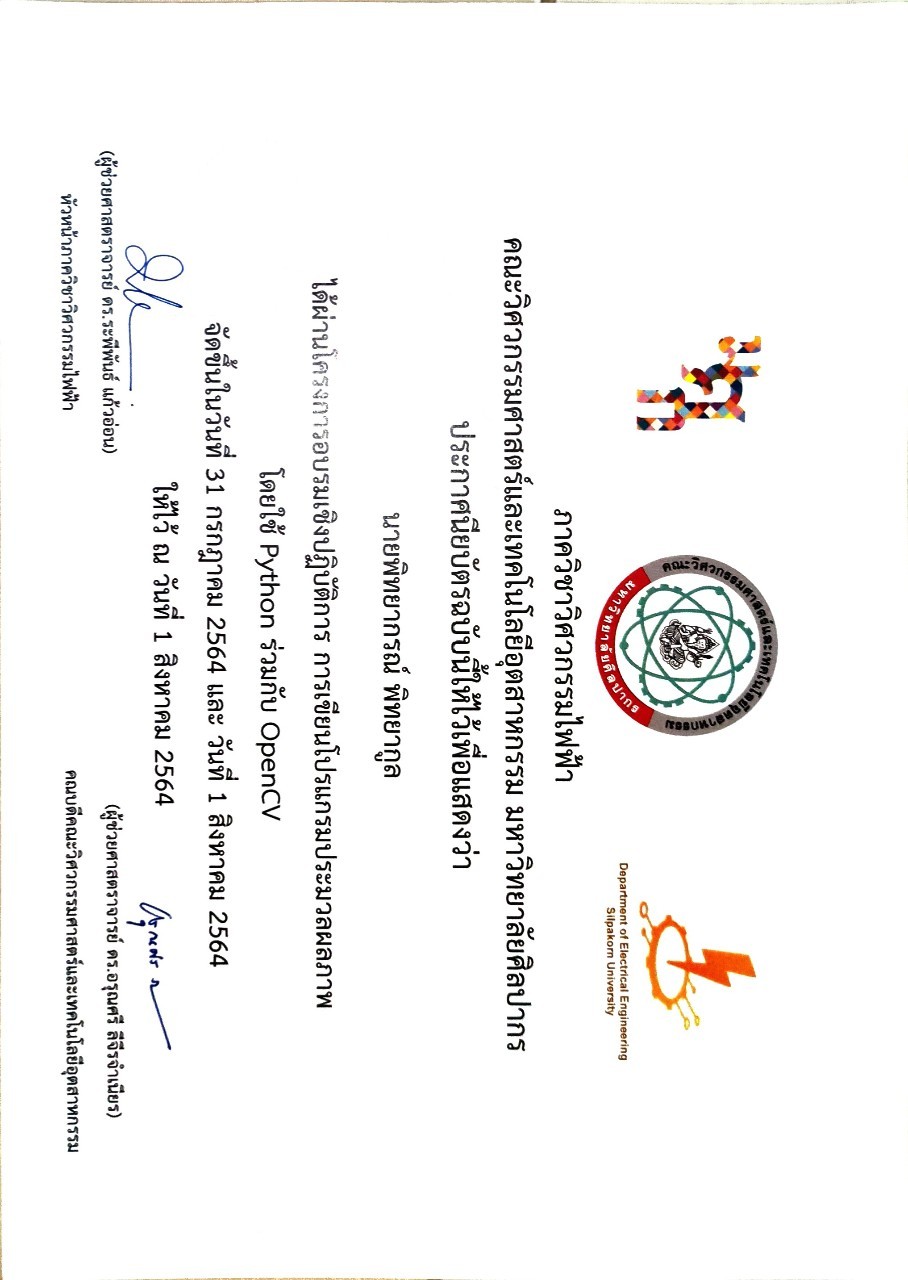 มศก
คณะวิศวกรรมศาสตร์และเทคโนโลยีอุตสาหกรรม
มหาวิทยาลัยศิลปากร
Department of Electrical Engineering
Silpakorn University
ภาควิชาวิศวกรรมไฟฟ้า
คณะวิศวกรรมศาสตร์และเทคโนโลยีอุตสาหกรรม มหาวิทยาลัยศิลปากร
ประกาศนียบัตรฉบับนี้ให้ไว้เพื่อแสดงว่า
นายพิทยากรณ์ พิทยากูล
ได้ผ่านโครงการอบรมเชิงปฏิบัติการ การเขียนโปรแกรมประมวลผลภาพ
โดยใช้ Python ร่วมกับ OpenCV
จัดขึ้นในวันที่ 31 กรกฎาคม 2564 และ วันที่ 1 สิงหาคม 2564
ให้ไว้ ณ วันที่ 1 สิงหาคม 2564
(ผู้ช่วยศาสตราจารย์ ดร.ระพีพันธ์ แก้วอ่อน)
หัวหน้าภาควิชาวิศวกรรมไฟฟ้า
(ผู้ช่วยศาสตราจารย์ ดร.อรุณศรี ลีจีรจำเนียร)
คณบดีคณะวิศวกรรมศาสตร์และเทคโนโลยีอุตสาหกรรม